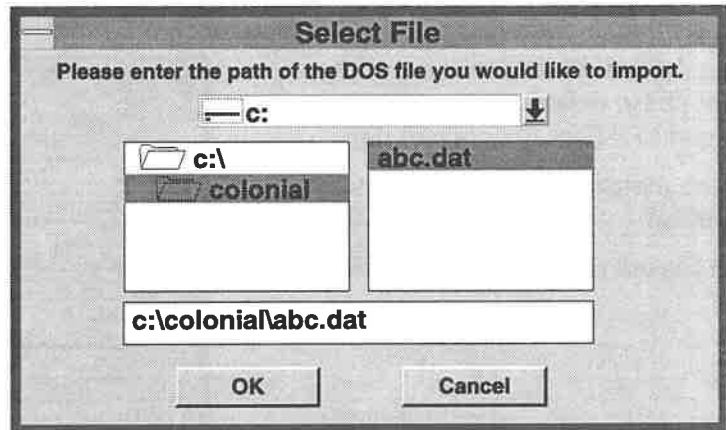 Select File
Please enter the path of the DOS file you would like to import.
c:
c:\
abc.dat
colonial
c:\colonial\abc.dat
OK
Cancel